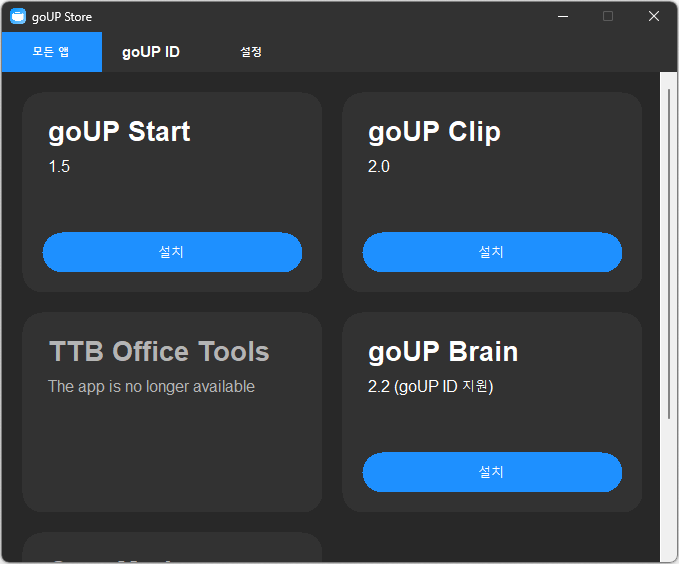 goUP Store
모든 앱
goUP ID
설정
goUP Start
1.5
설치
goUP Clip
2.0
설치
TTB Office Tools
The app is no longer available
goUP Brain
2.2 (goUP ID 지원)
설치